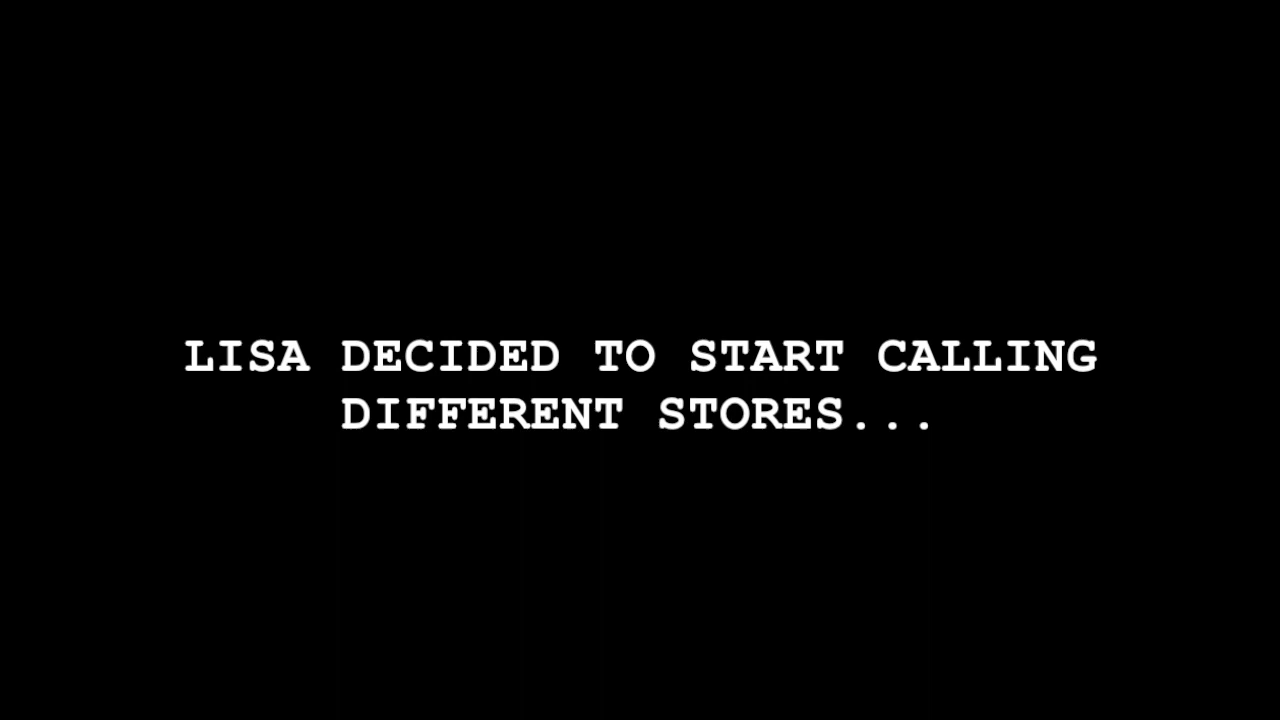 LISA DECIDED TO START CALLING
DIFFERENT STORES...